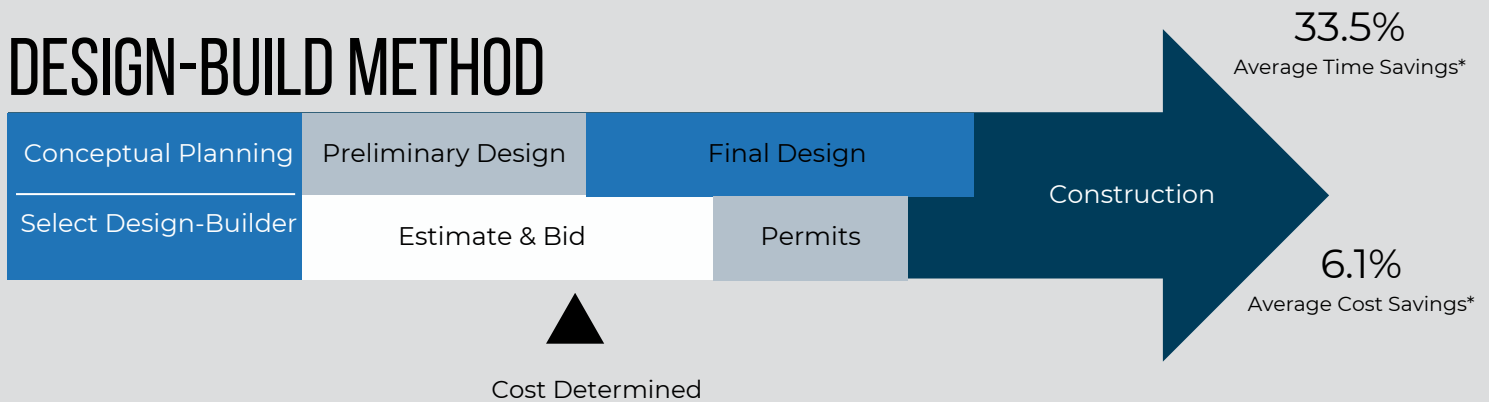 DESIGN-BUILD METHOD
33.5%
Average Time Savings*
Conceptual Planning
Preliminary Design
Final Design
Construction
Select Design-Builder
Estimate & Bid
Permits
6.1%
Average Cost Savings*
Cost Determined